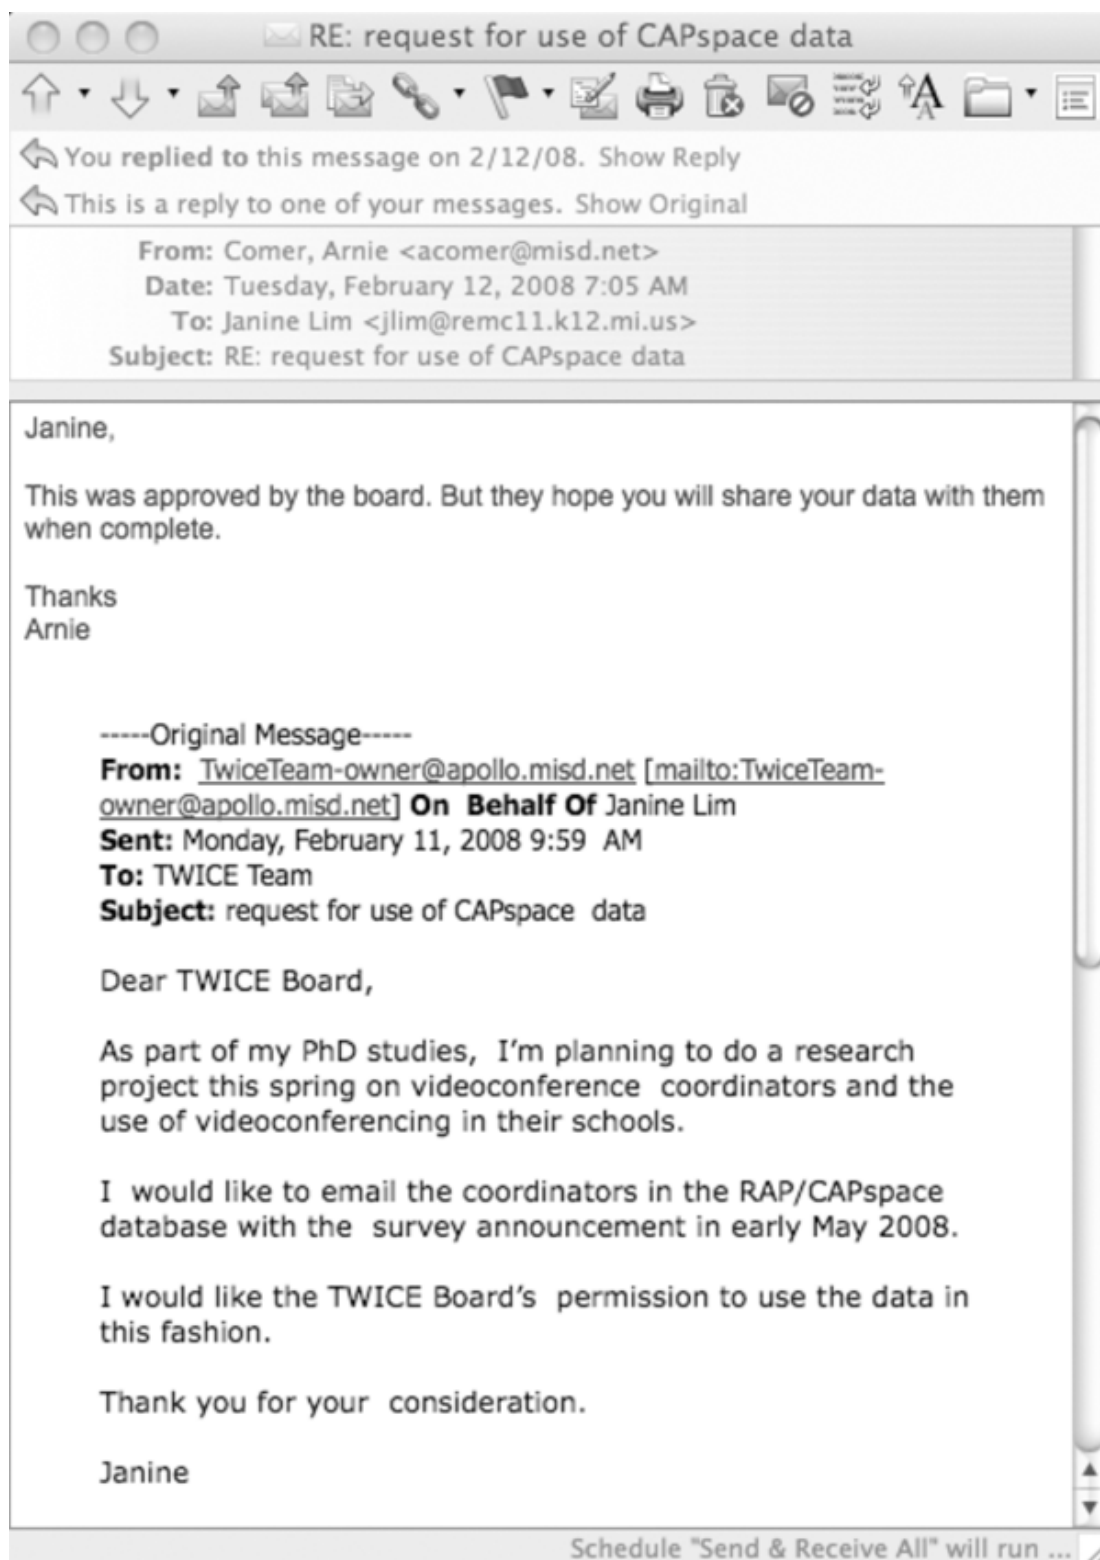 RE: request for use of CAPspace data
You replied to this message on 2/12/08. Show Reply
This is a reply to one of your messages. Show Original
From: Comer, Arnie <acomer@misd.net>
Date: Tuesday, February 12, 2008 7:05 AM
To: Janine Lim <jlim@remc11.k12.mi.us>
Subject: RE: request for use of CAPspace data
Janine,
This was approved by the board. But they hope you will share your data with them
when complete.
Thanks
Arnie
-----Original Message-----
From: TwiceTeam-owner@apollo.misd.net [mailto:TwiceTeam-
owner@apollo.misd.net] On Behalf Of Janine Lim
Sent: Monday, February 11, 2008 9:59 AM
To: TWICE Team
Subject: request for use of CAPspace data
Dear TWICE Board,
As part of my PhD studies, I'm planning to do a research
project this spring on videoconference coordinators and the
use of videoconferencing in their schools.
I would like to email the coordinators in the RAP/CAPspace
database with the survey announcement in early May 2008.
I would like the TWICE Board's permission to use the data in
this fashion.
Thank you for your consideration.
Janine
Schedule "Send & Receive All" will run ...